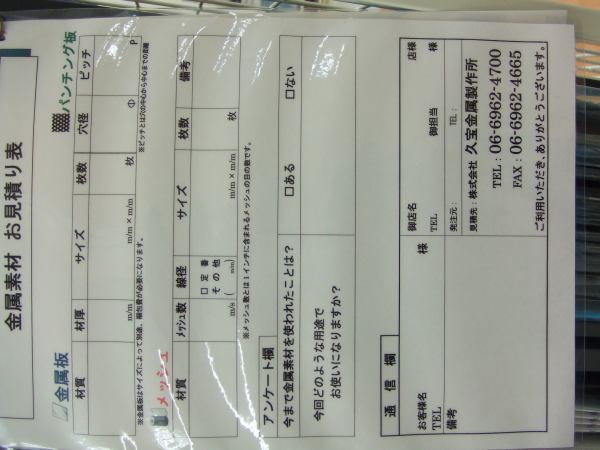 金属素材 お見積り表
金属板
パンチング板
材質 材厚 サイズ 枚数 穴径 ピッチ
m/m m/m × m/m 枚 Φ P
※金属板はサイズによって別途、梱包費が必要になります。
※ピッチとは穴の中心から中心までの距離
メッシュ
材質 メッシュ数 線径 サイズ 枚数 備考
□定番
その他
m/s ( m/m) m/m × m/m 枚
※メッシュ数とは1インチに含まれるメッシュの目の数です。
アンケート欄
今まで金属素材を使われたことは? □ある □ない
今回どのような用途で
お使いになりますか?
通信欄
お客様名 様 御店名 店様
TEL TEL 御担当 様
備考 発注元: TEL:
見積先:株式会社 久宝金属製作所
TEL: 06-6962-4700
FAX: 06-6962-4665
ご利用いただき、ありがとうございます。